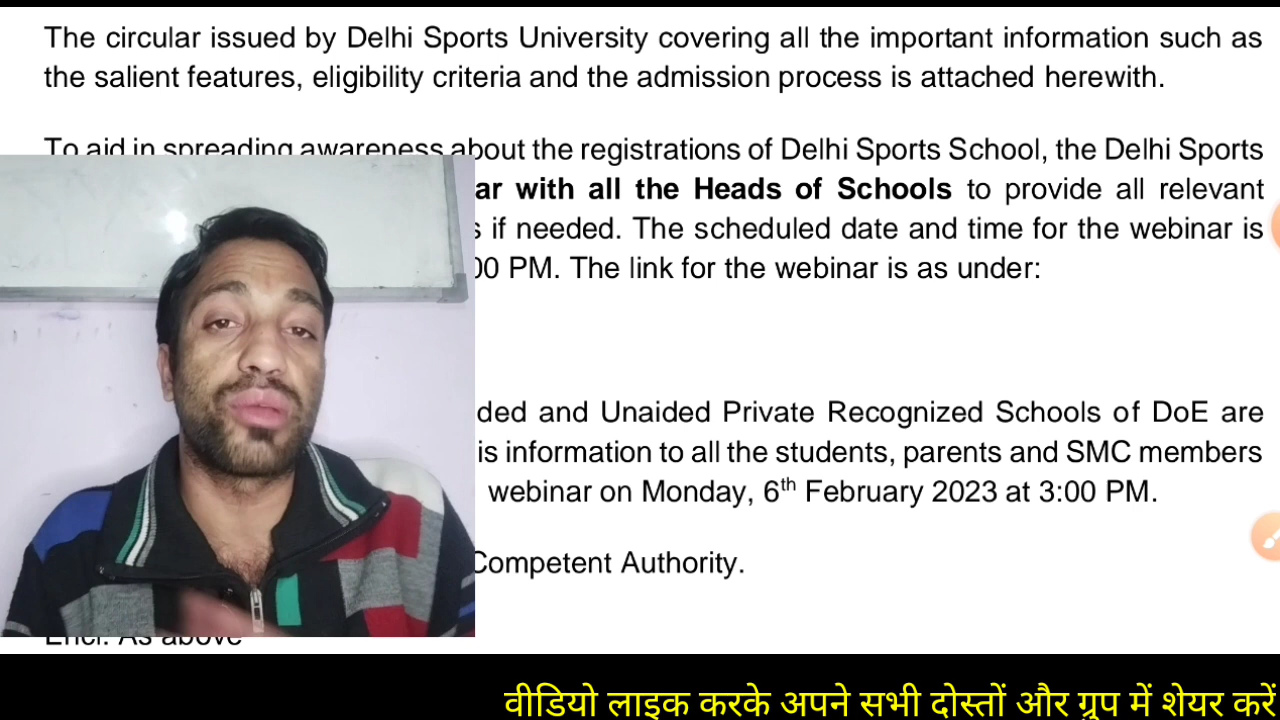 The circular issued by Delhi Sports University covering all the important information such as
the salient features, eligibility criteria and the admission process is attached herewith.
To aid in spreading awareness about the registrations of Delhi Sports School, the Delhi Sports
with all the Heads of Schools to provide all relevant
if needed. The scheduled date and time for the webinar is
PM. The link for the webinar is as under:
and Unaided Private Recognized Schools of DoE are
information to all the students, parents and SMC members
webinar on Monday, 6th February 2023 at 3:00 PM.
Competent Authority.
Encl: As above
वीडियो लाइक करके अपने सभी दोस्तों और ग्रुप में शेयर करें